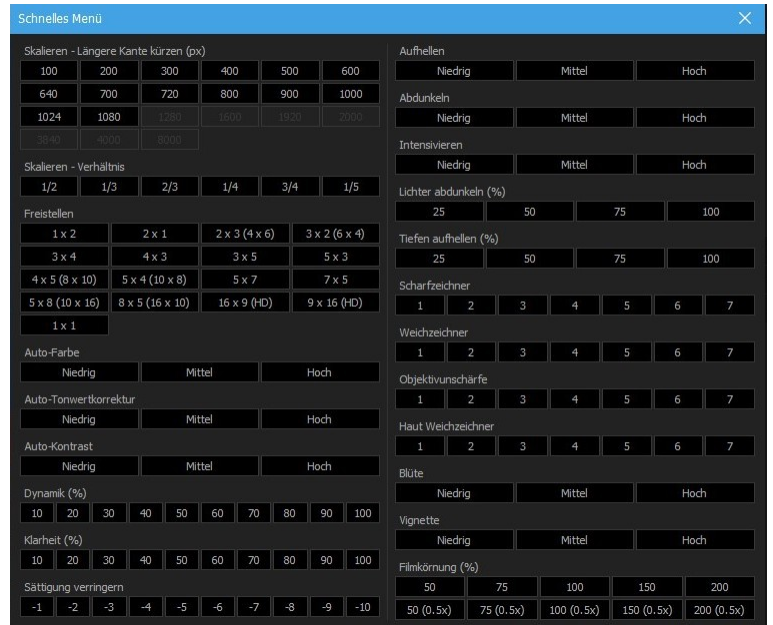 Schnelles Menü
Skalieren - Längere Kante kürzen (px)
100 200 300 400 500 600
640 700 720 800 900 1000
1024 1080 1280 1600 1920 2000
3840 4000 8000
Skalieren - Verhältnis
1/2 1/3 2/3 1/4 3/4 1/5
Freistellen
1 x 2 2 x 1 2 x 3 (4 x 6) 3 x 2 (6 x 4)
3 x 4 4 x 3 3 x 5 5 x 3
4 x 5 (8 x 10) 5 x 4 (10 x 8) 5 x 7 7 x 5
5 x 8 (10 x 16) 8 x 5 (16 x 10) 16 x 9 (HD) 9 x 16 (HD)
1 x 1
Auto-Farbe
Niedrig Mittel Hoch
Auto-Tonwertkorrektur
Niedrig Mittel Hoch
Auto-Kontrast
Niedrig Mittel Hoch
Dynamik (%)
10 20 30 40 50 60 70 80 90 100
Klarheit (%)
10 20 30 40 50 60 70 80 90 100
Sättigung verringern
-1 -2 -3 -4 -5 -6 -7 -8 -9 -10
Aufhellen
Niedrig Mittel Hoch
Abdunkeln
Niedrig Mittel Hoch
Intensivieren
Niedrig Mittel Hoch
Lichter abdunkeln (%)
25 50 75 100
Tiefen aufhellen (%)
25 50 75 100
Scharfzeichner
1 2 3 4 5 6 7
Weichzeichner
1 2 3 4 5 6 7
Objektivunschärfe
1 2 3 4 5 6 7
Haut Weichzeichner
1 2 3 4 5 6 7
Blüte
Niedrig Mittel Hoch
Vignette
Niedrig Mittel Hoch
Filmkörnung (%)
50 75 100 150 200
50 (0.5x) 75 (0.5x) 100 (0.5x) 150 (0.5x) 200 (0.5x)